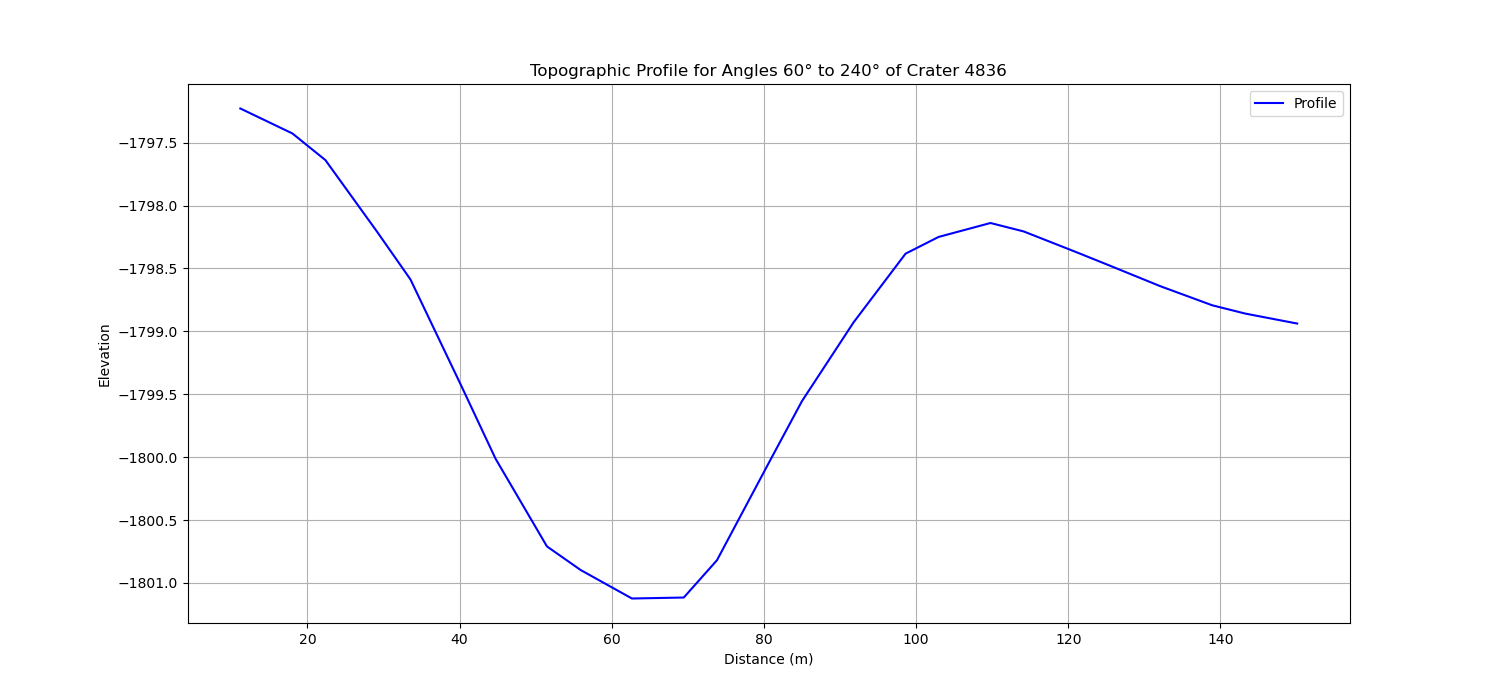 Topographic Profile for Angles 60° to 240° of Crater 4836
Profile
−1797.5
−1798.0
−1798.5
−1799.0
−1799.5
−1800.0
−1800.5
−1801.0
Elevation
20 40 60 80 100 120 140
Distance (m)